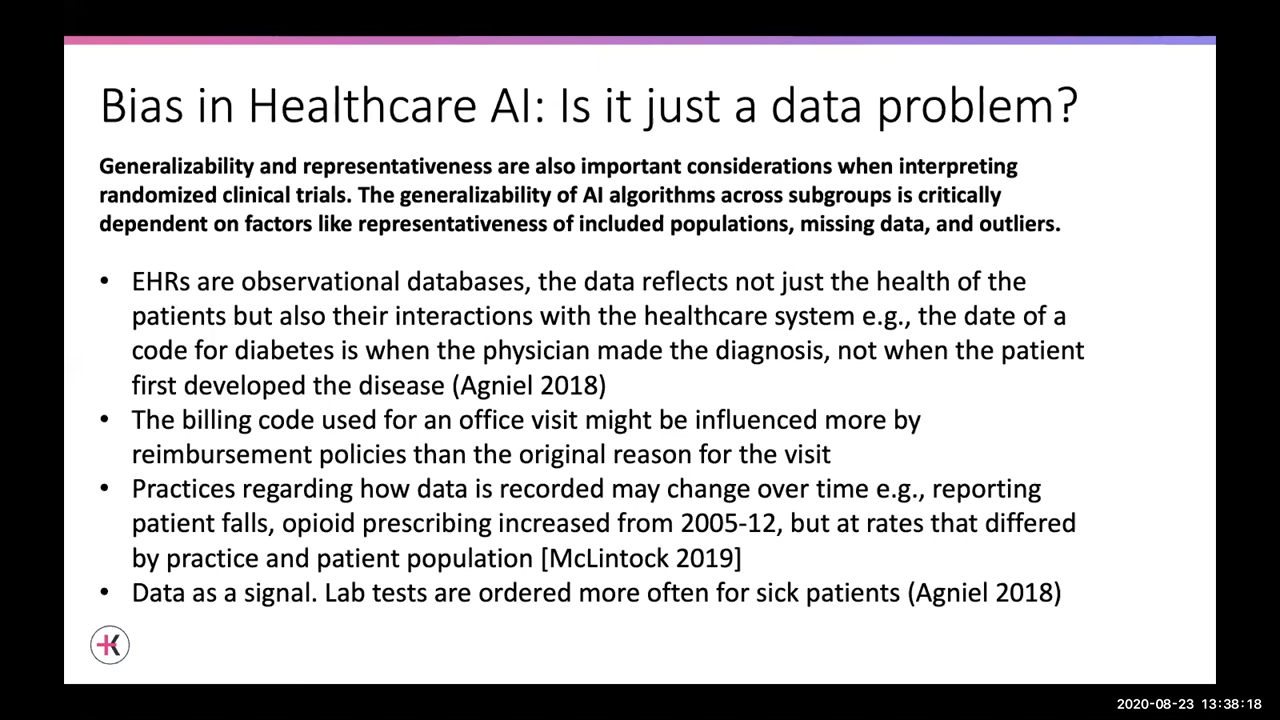 Bias in Healthcare AI: Is it just a data problem?
Generalizability and representativeness are also important considerations when interpreting
randomized clinical trials. The generalizability of AI algorithms across subgroups is critically
dependent on factors like representativeness of included populations, missing data, and outliers.
• EHRs are observational databases, the data reflects not just the health of the
patients but also their interactions with the healthcare system e.g., the date of a
code for diabetes is when the physician made the diagnosis, not when the patient
first developed the disease (Agniel 2018)
• The billing code used for an office visit might be influenced more by
reimbursement policies than the original reason for the visit
• Practices regarding how data is recorded may change over time e.g., reporting
patient falls, opioid prescribing increased from 2005-12, but at rates that differed
by practice and patient population [McLintock 2019]
• Data as a signal. Lab tests are ordered more often for sick patients (Agniel 2018)
K
2020-08-23 13:38:18